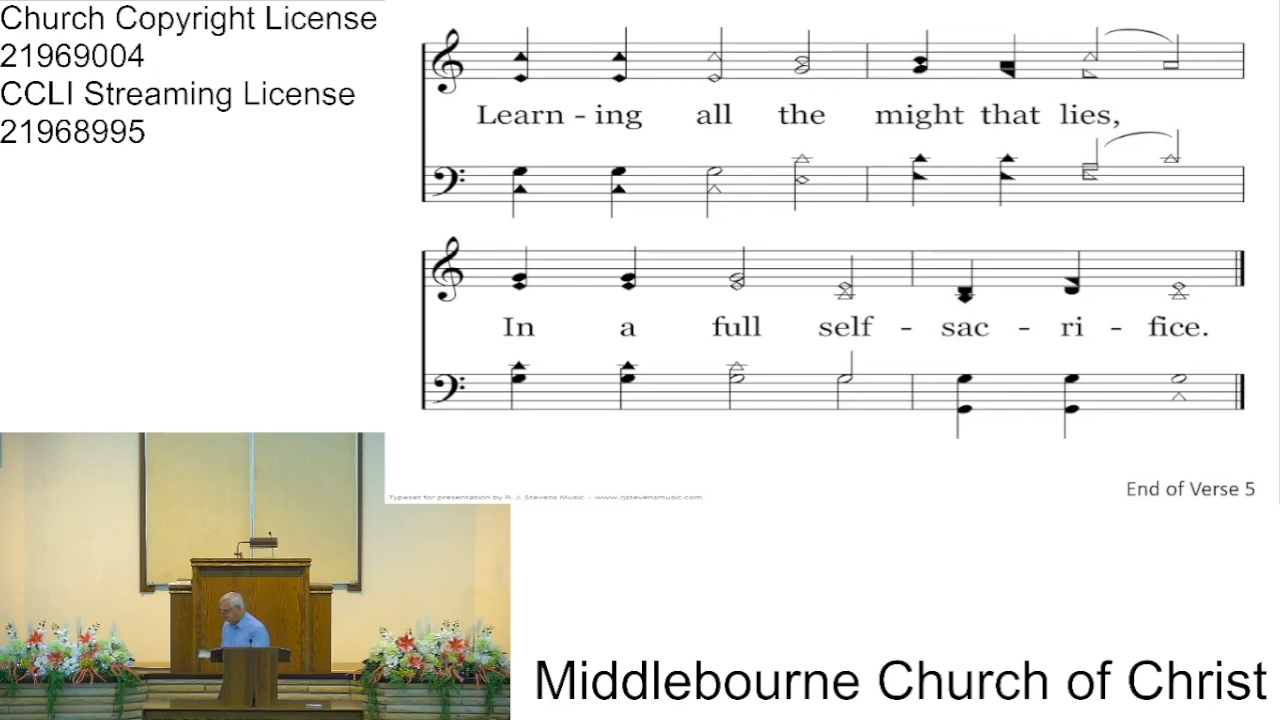 Church Copyright License
21969004
CCLI Streaming License
21968995
Learn - ing all the might that lies,
In a full self - sac - ri - fice.
Typeset for presentation by R. J. Stevens Music - www.rjstevensmusic.com
End of Verse 5
Middlebourne Church of Christ